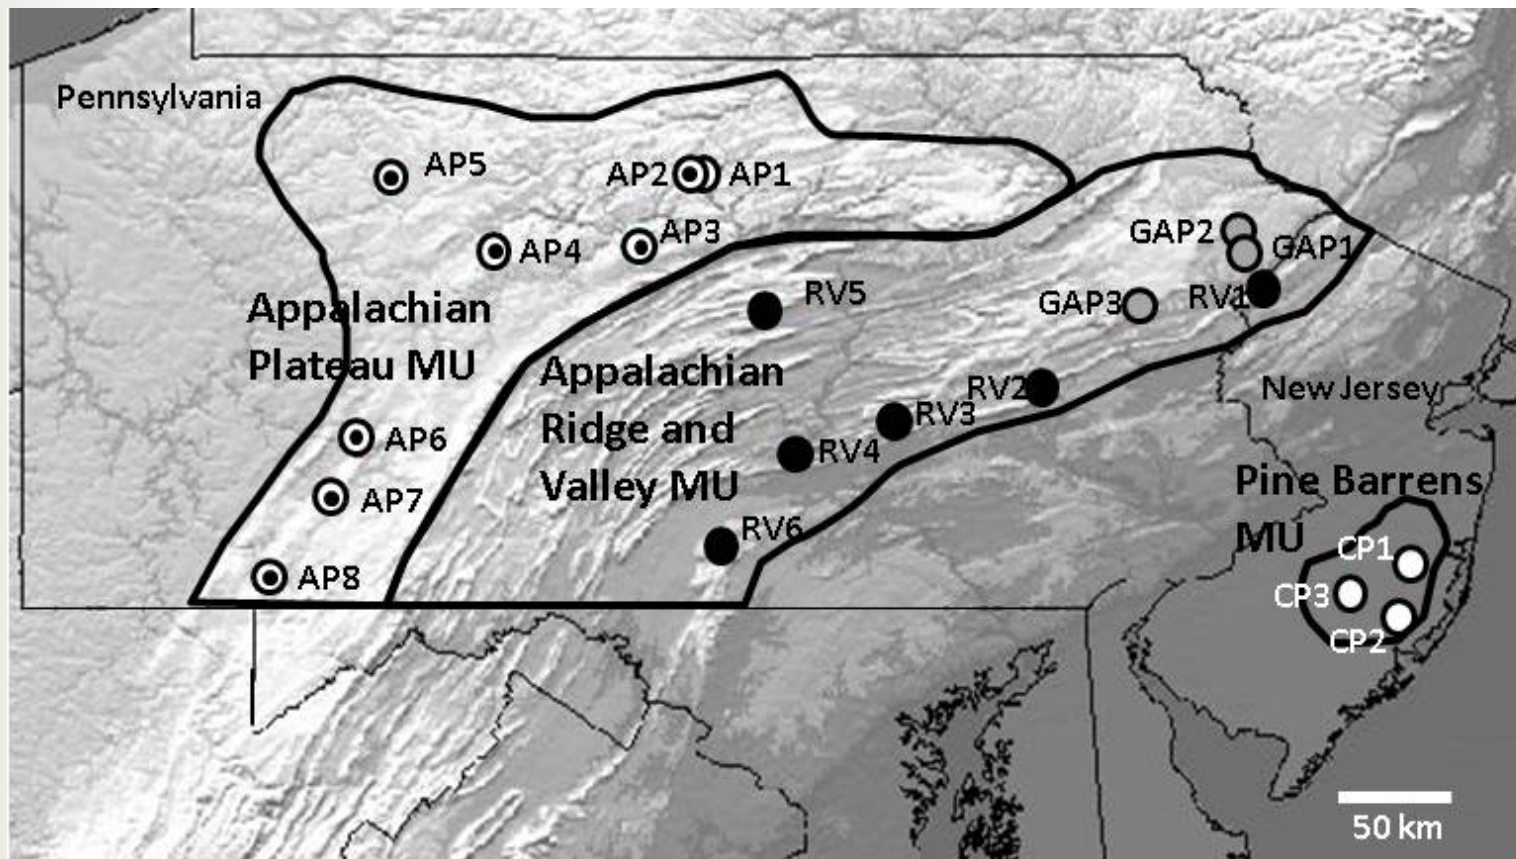 Pennsylvania
AP5
AP2
AP1
AP4
AP3
GAP2
GAP1
GAP3
RV1
RV5
Appalachian
Plateau MU
Appalachian
Ridge and
Valley MU
RV2
RV3
RV4
RV6
AP6
AP7
AP8
New Jersey
Pine Barrens
MU
CP1
CP3
CP2
50 km